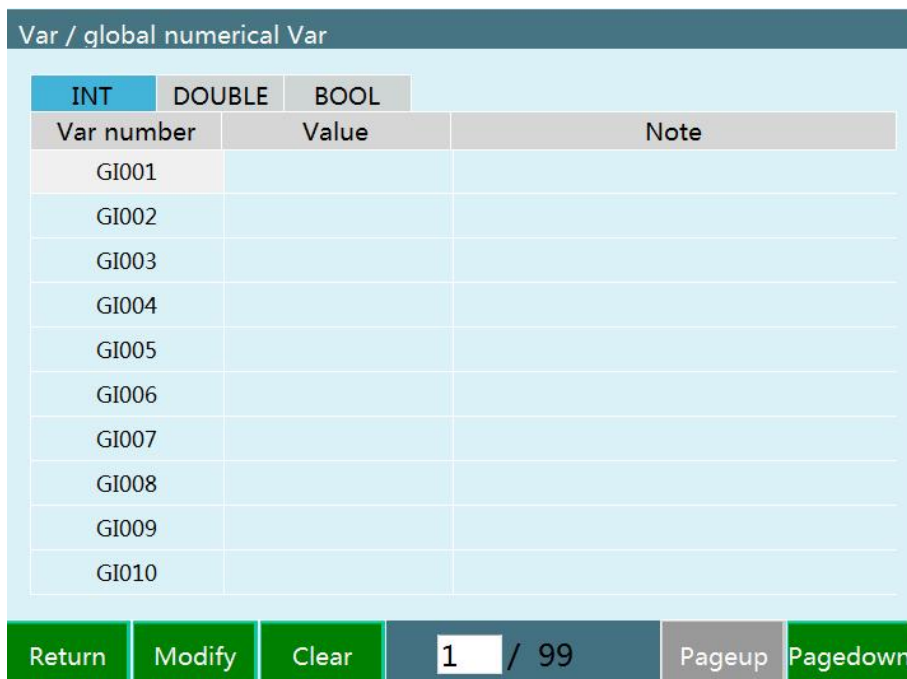 Var / global numerical Var
INT DOUBLE BOOL
Var number Value Note
GI001
GI002
GI003
GI004
GI005
GI006
GI007
GI008
GI009
GI010
Return Modify Clear 1 / 99 Pageup Pagedown